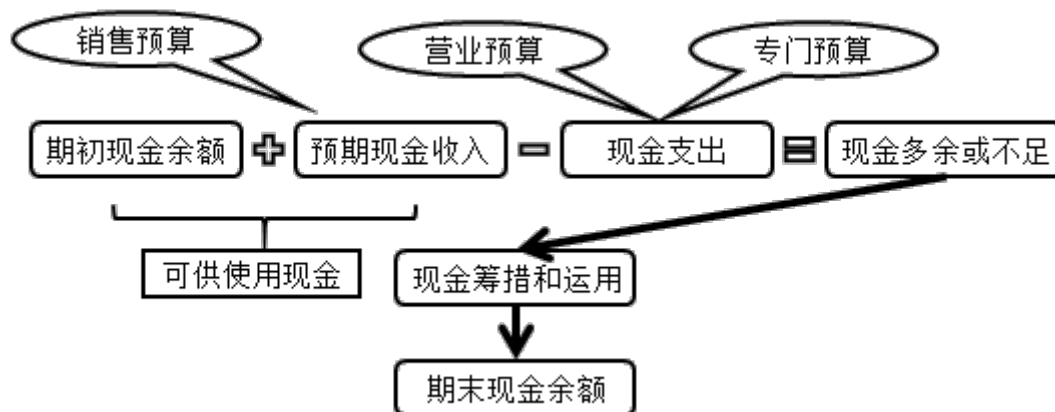 销售预算
营业预算
专门预算
期初现金余额
预期现金收入
现金支出
现金多余或不足
可供使用现金
现金筹措和运用
期末现金余额